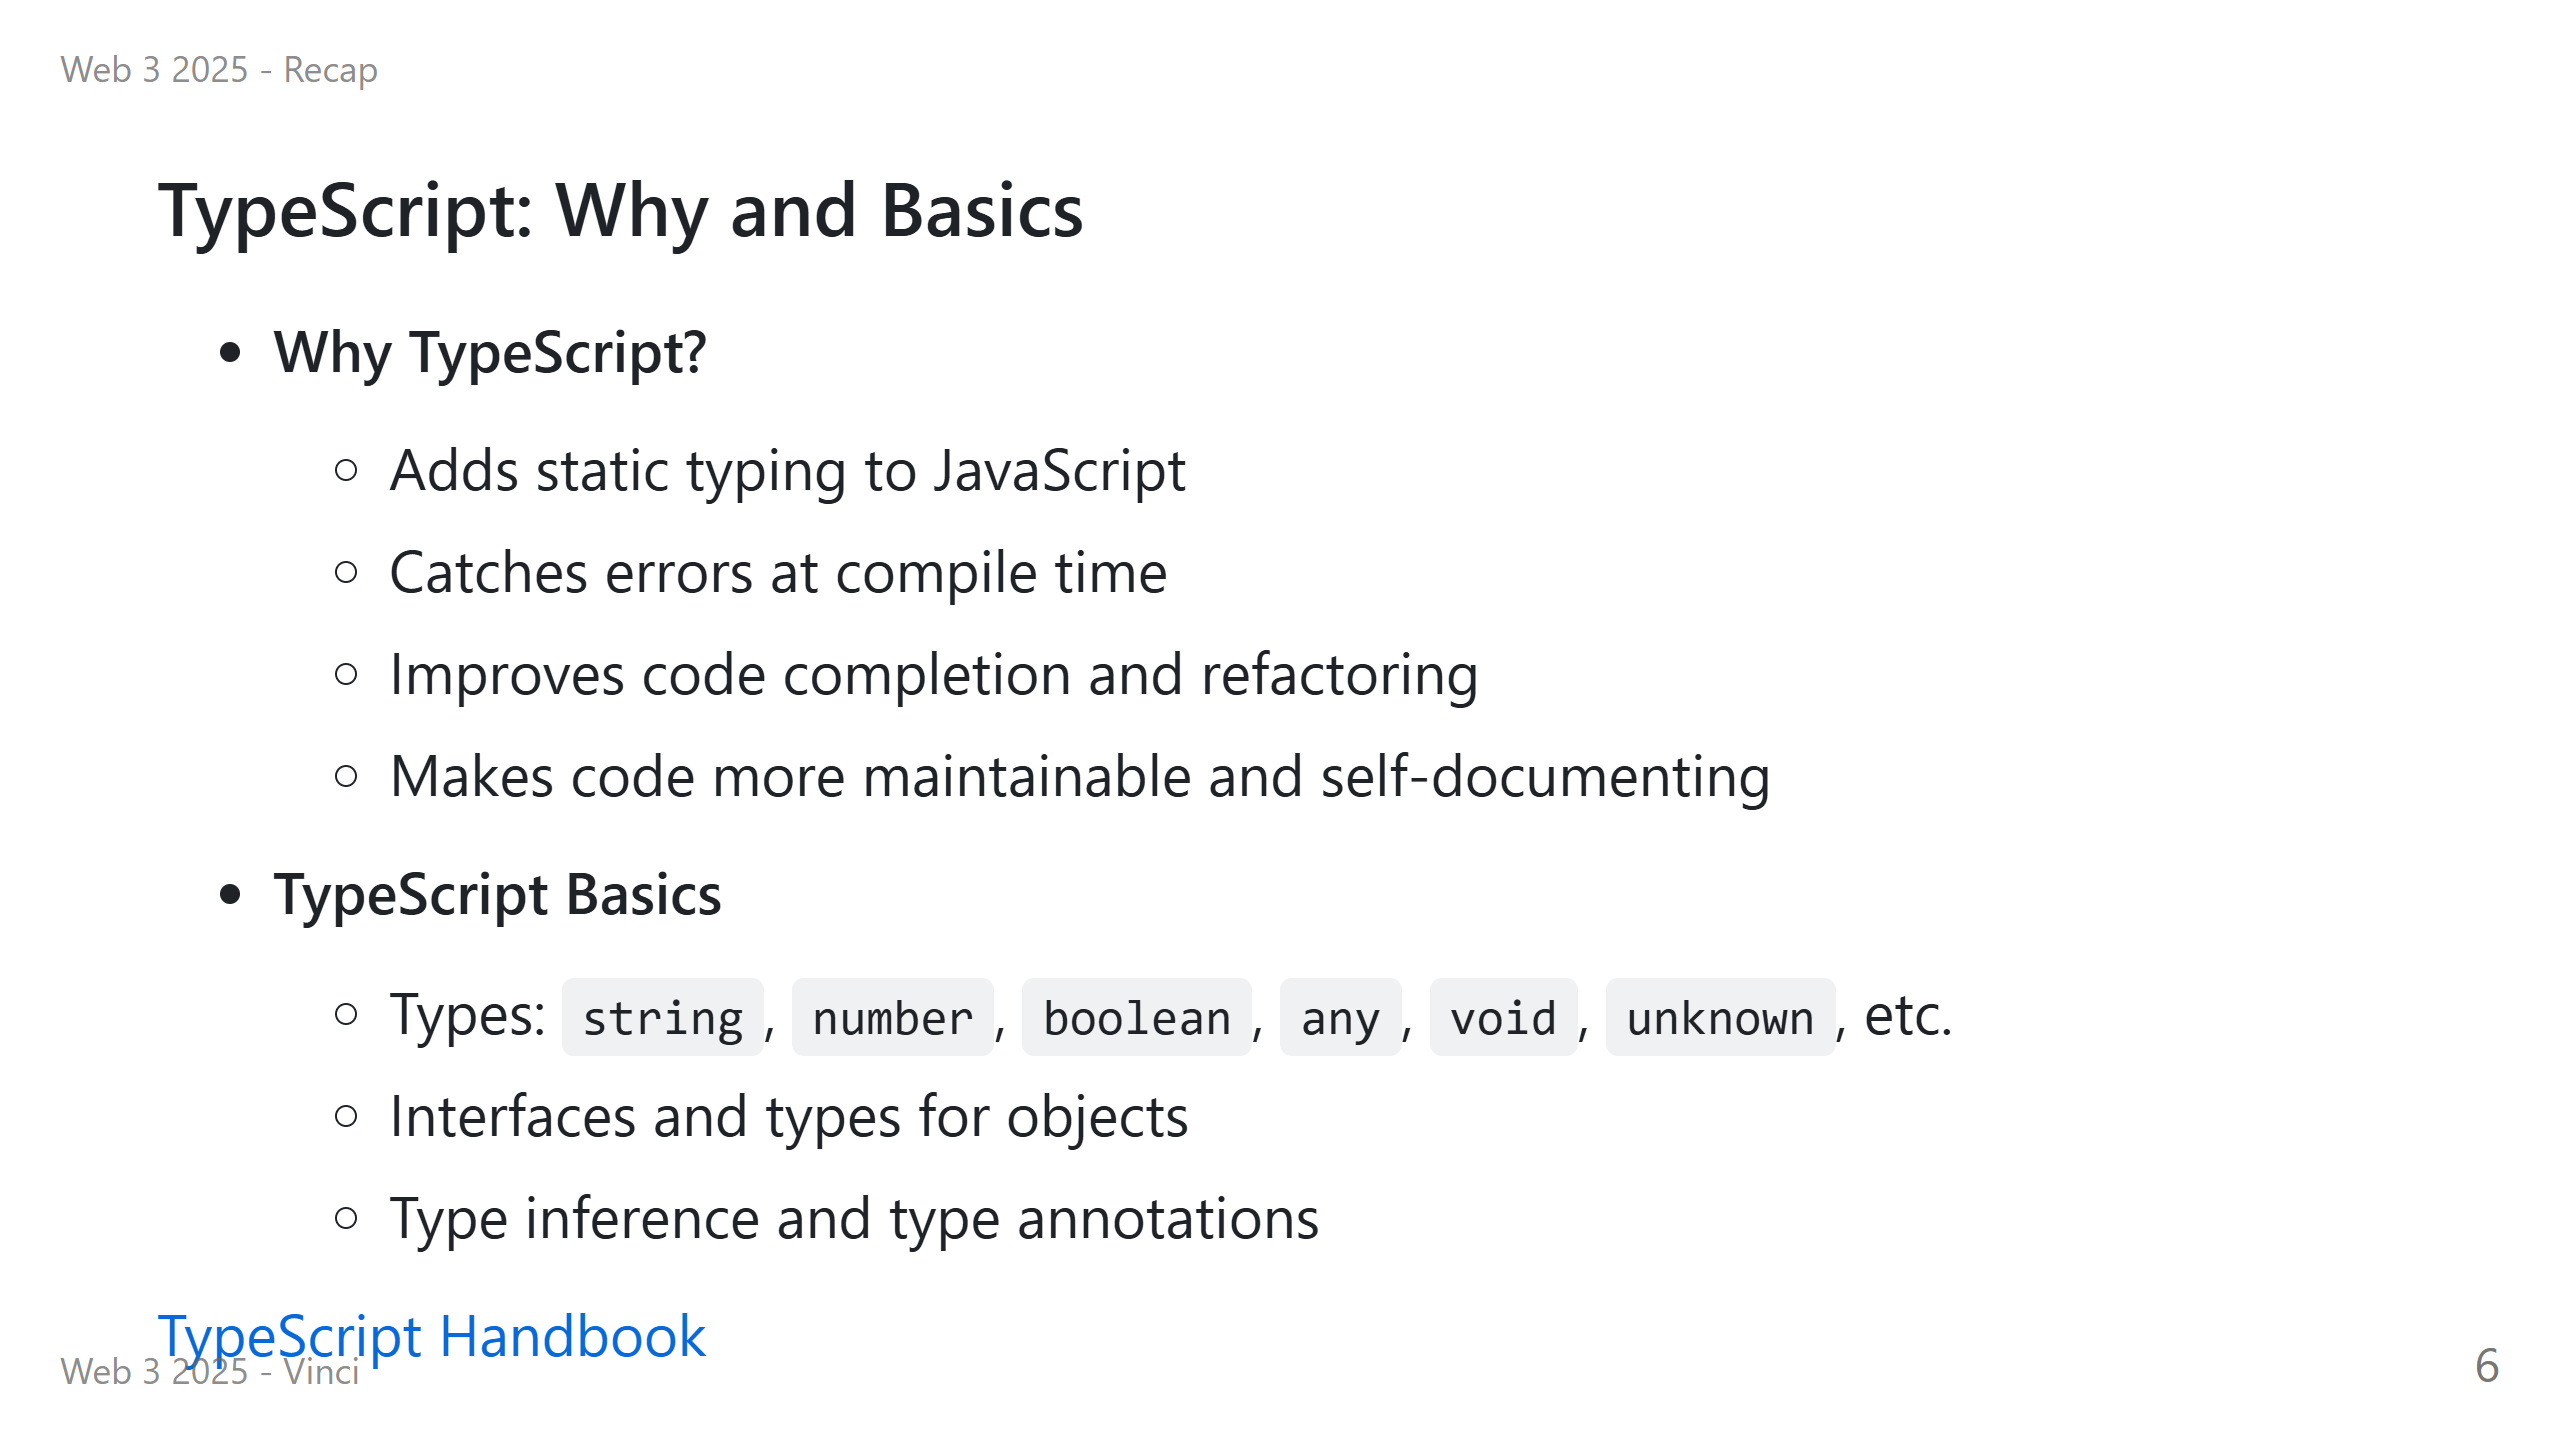 Web 3 2025 - Recap
TypeScript: Why and Basics
Why TypeScript?
Adds static typing to JavaScript
Catches errors at compile time
Improves code completion and refactoring
Makes code more maintainable and self-documenting
TypeScript Basics
Types: string, number, boolean, any, void, unknown, etc.
Interfaces and types for objects
Type inference and type annotations
TypeScript Handbook
Web 3 2025 - Vinci
6